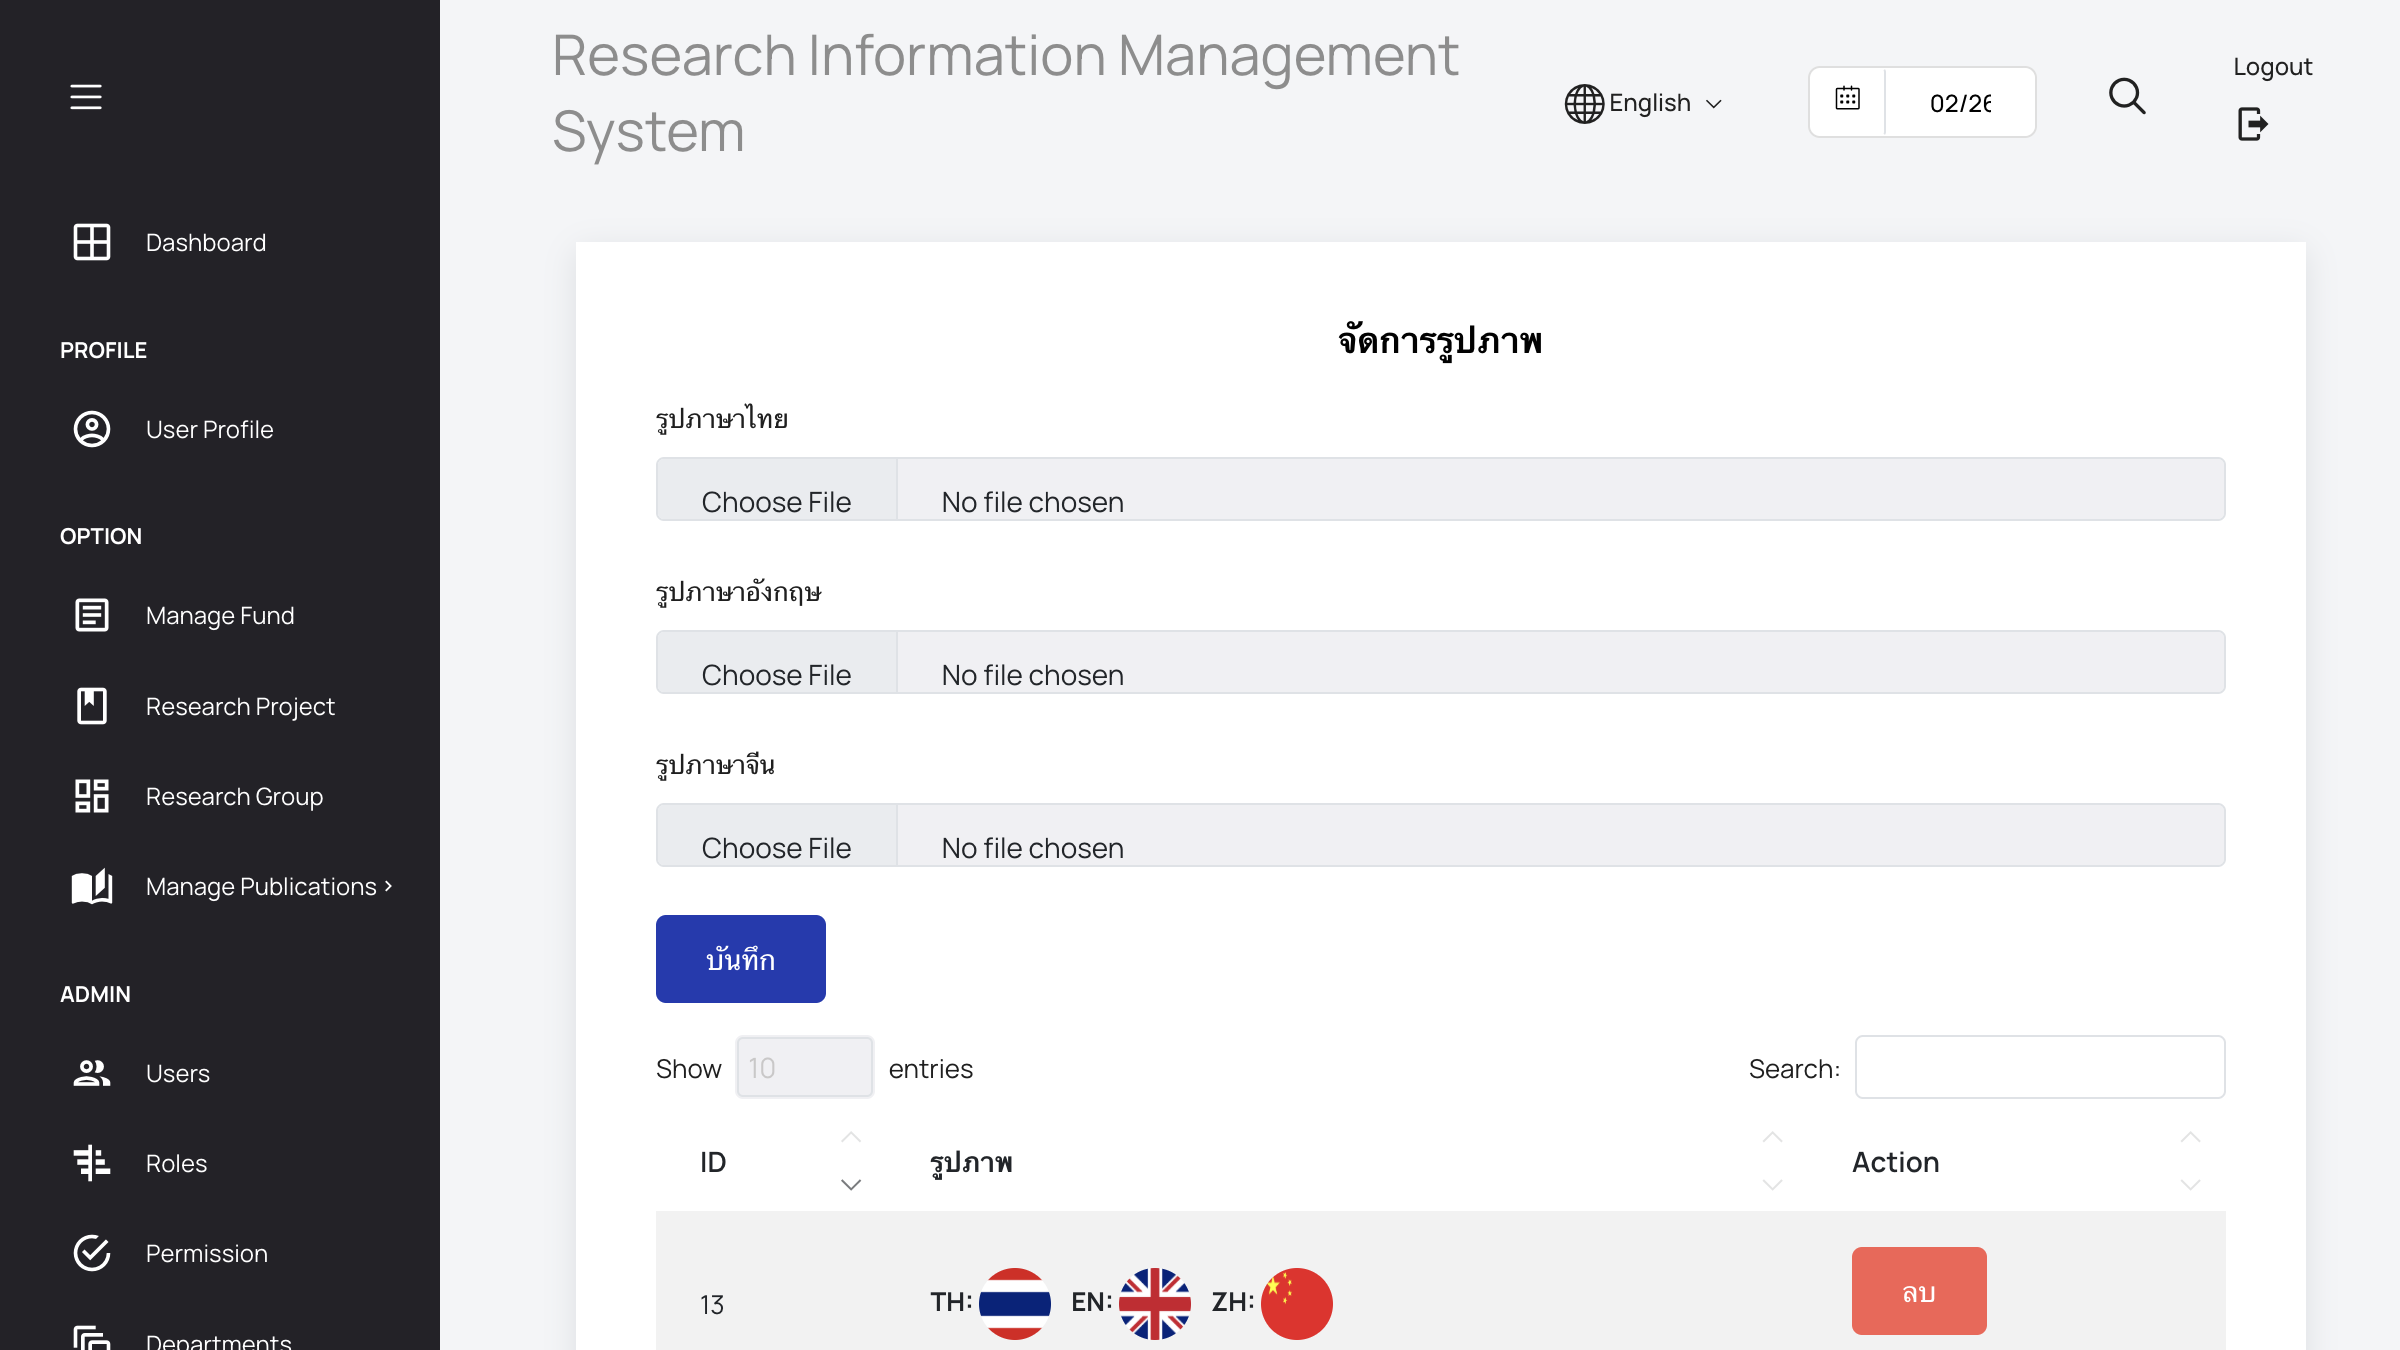 Research Information Management
System
English
02/26
Logout
Dashboard
PROFILE
User Profile
OPTION
Manage Fund
Research Project
Research Group
Manage Publications
ADMIN
Users
Roles
Permission
Departments
จัดการรูปภาพ
รูปภาษาไทย
Choose File No file chosen
รูปภาษาอังกฤษ
Choose File No file chosen
รูปภาษาจีน
Choose File No file chosen
บันทึก
Show 10 entries Search:
ID รูปภาพ Action
13 TH: EN: ZH: ลบ